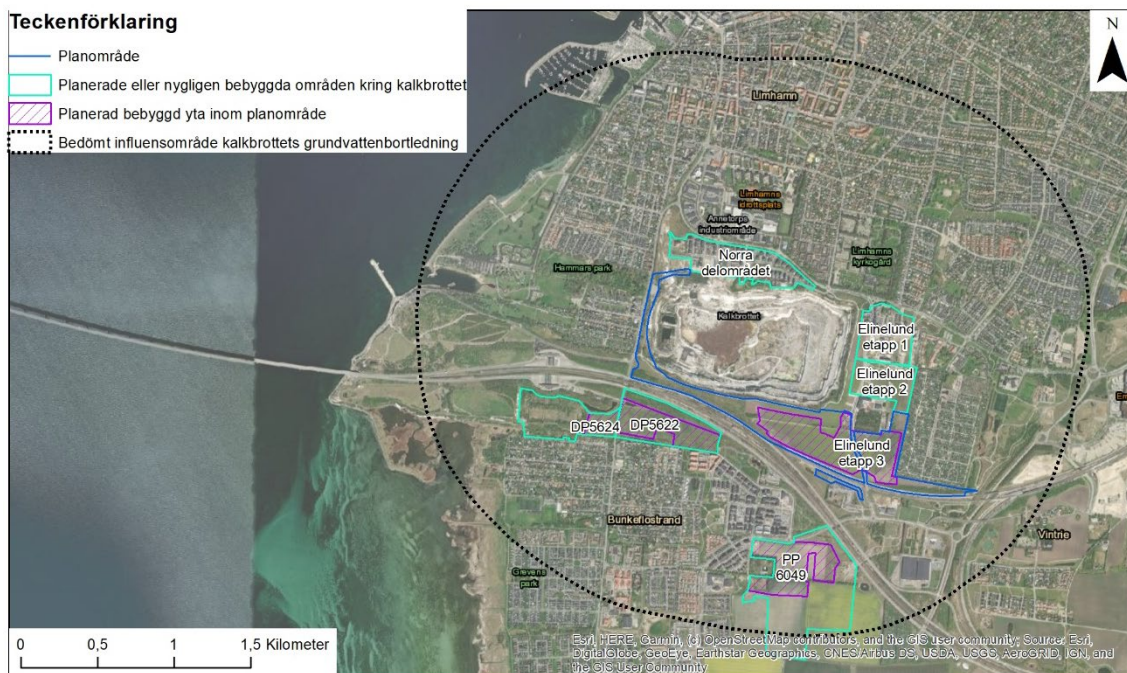 Teckenförklaring
Planområde
Planerade eller nygligen bebyggda områden kring kalkbrottet
Planerad bebyggd yta inom planområde
Bedömt influensområde kalkbrottets grundvattenbortledning
N
Limhamn
Limhamns
idrottsplats
Annetorps
industriområde
Limhamns
kyrkogård
Hammars park
Norra
delområdet
Kalkbrottet
Elinelund
etapp 1
Elinelund
etapp 2
DP5624
DP5622
Elinelund
etapp 3
Bunkeflostrand
Vintrie
Grevens
park
PP
6049
0
0,5
1
1,5 Kilometer
Esri, HERE, Garmin, (c) OpenStreetMap contributors, and the GIS user community; Source: Esri,
DigitalGlobe, GeoEye, Earthstar Geographics, CNES/Airbus DS, USDA, USGS, AeroGRID, IGN, and
the GIS User Community